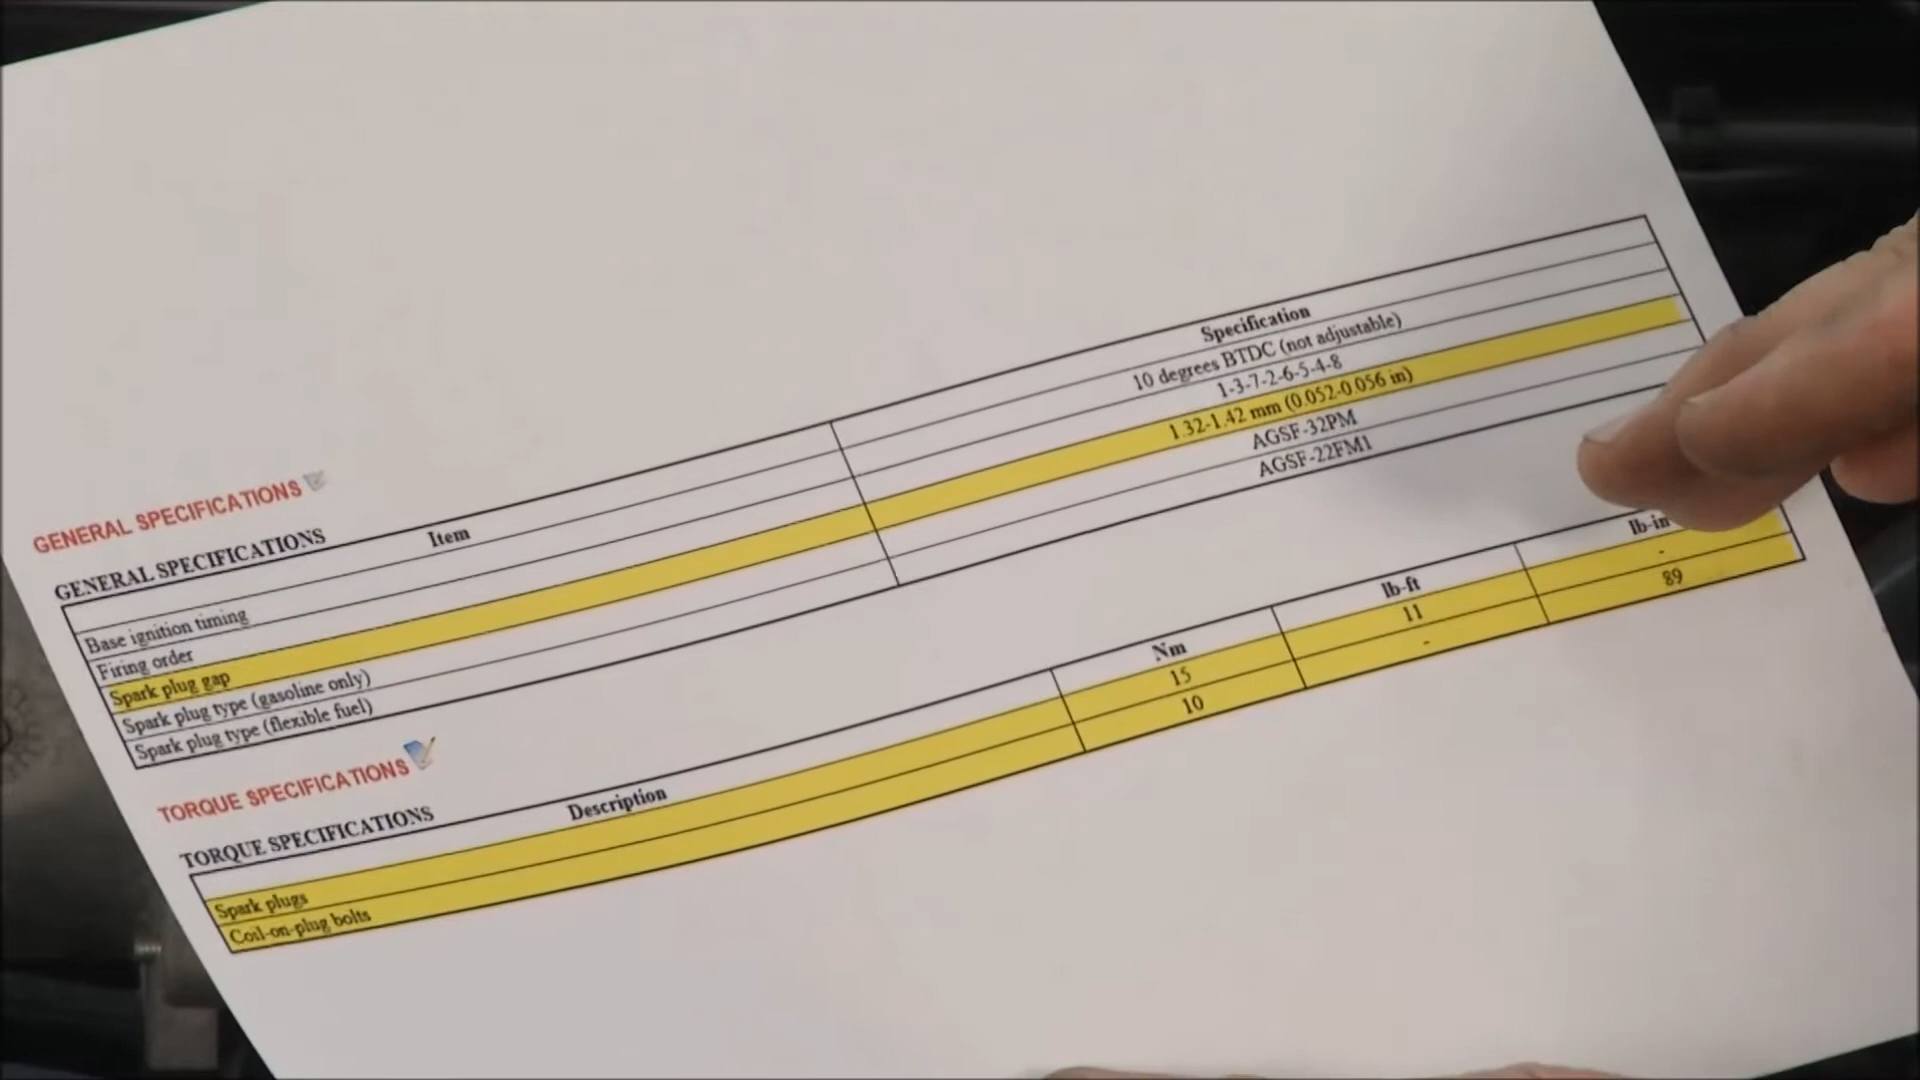 GENERAL SPECIFICATIONS
GENERAL SPECIFICATIONS
Item Specification
Base ignition timing 10 degrees BTDC (not adjustable)
Firing order 1-3-7-2-6-5-4-8
Spark plug gap 1.32-1.42 mm (0.052-0.056 in)
Spark plug type (gasoline only) AGSF-32PM
Spark plug type (flexible fuel) AGSF-22FM1
TORQUE SPECIFICATIONS
TORQUE SPECIFICATIONS
Description Nm lb-ft lb-in
Spark plugs 15 11 -
Coil-on-plug bolts 10 - 89